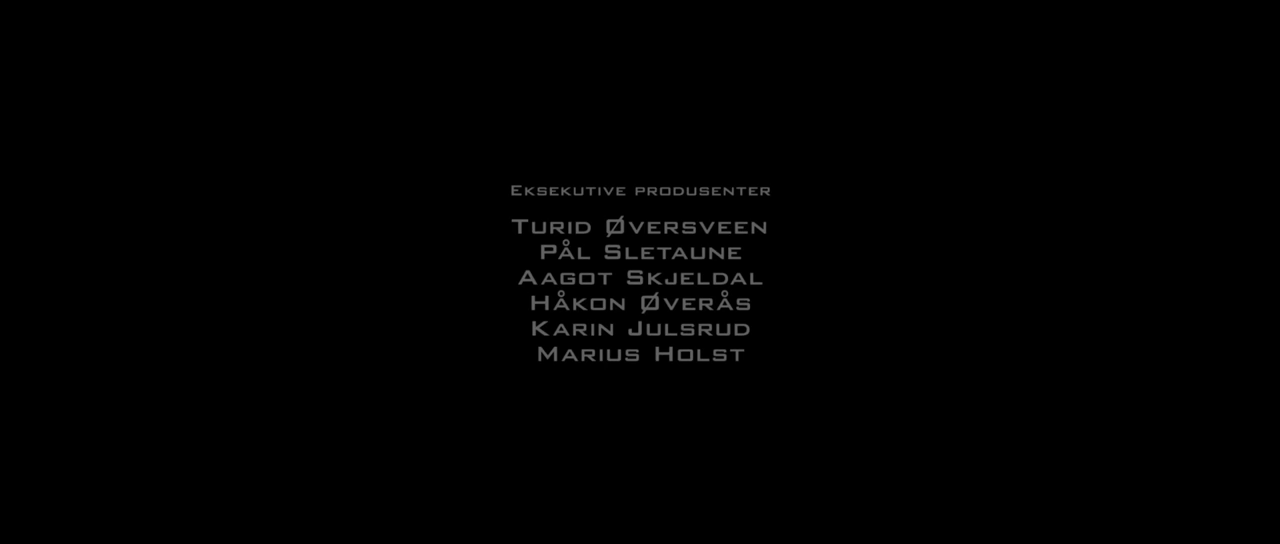 Eksekutive produsenter
Turid Øversveen
Pål Sletaune
Aagot Skjeldal
Håkon Øverås
Karin Julsrud
Marius Holst